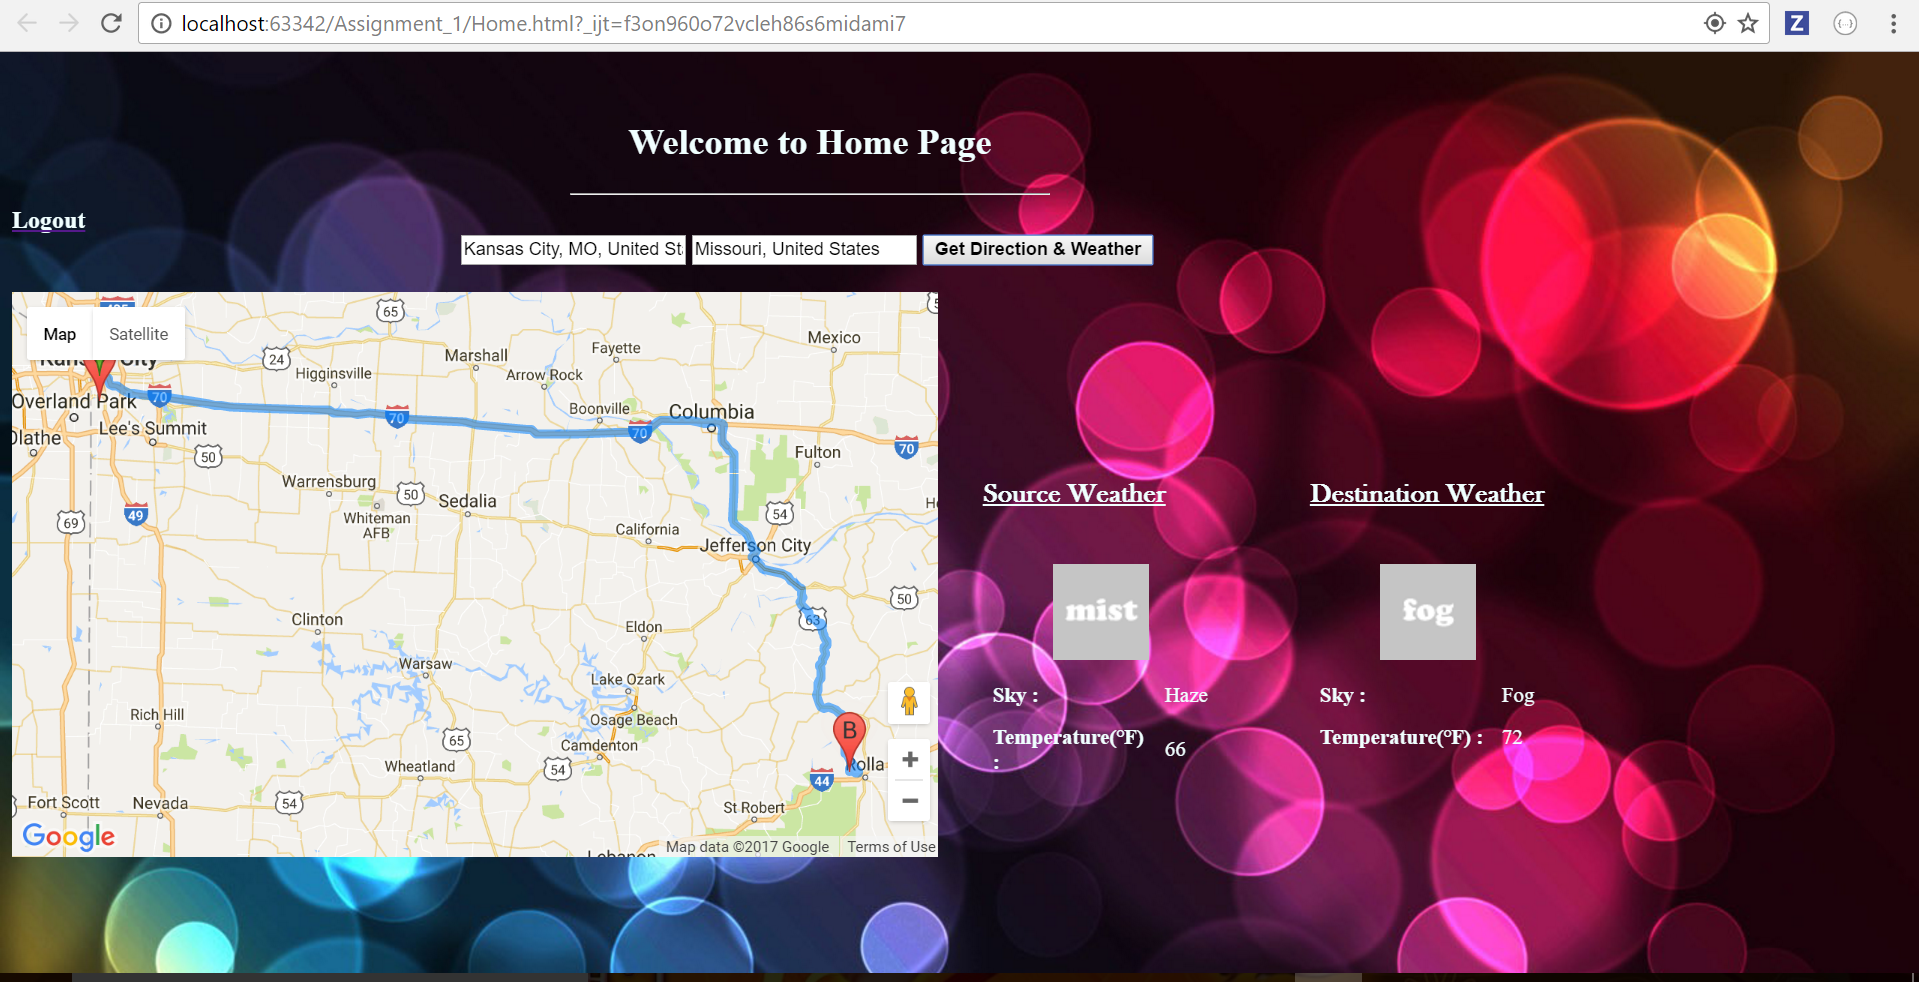 localhost:63342/Assignment_1/Home.html?_ijt=f3on960o72vcleh86s6midami7
Z
Welcome to Home Page
Logout
Kansas City, MO, United St
Missouri, United States
Get Direction & Weather
Map
Satellite
65
Mexico
24
Marshall
Fayette
Higginsville
Arrow Rock
Overland Park
70
70
Boonville
Columbia
Lee's Summit
70
70
50
Fulton
Warrensburg
50
Sedalia
Whiteman
AFB
69
49
California
54
Jefferson City
50
Clinton
Eldon
63
Warsaw
Lake Ozark
Rich Hill
Osage Beach
65
Camdenton
Wheatland
54
B
Rolla
44
Fort Scott
Nevada
54
St Robert
Google
Lebanon
Map data ©2017 Google
Terms of Use
Source Weather
mist
Sky :
Haze
Temperature(°F)
:
66
Destination Weather
fog
Sky :
Fog
Temperature(°F) :
72